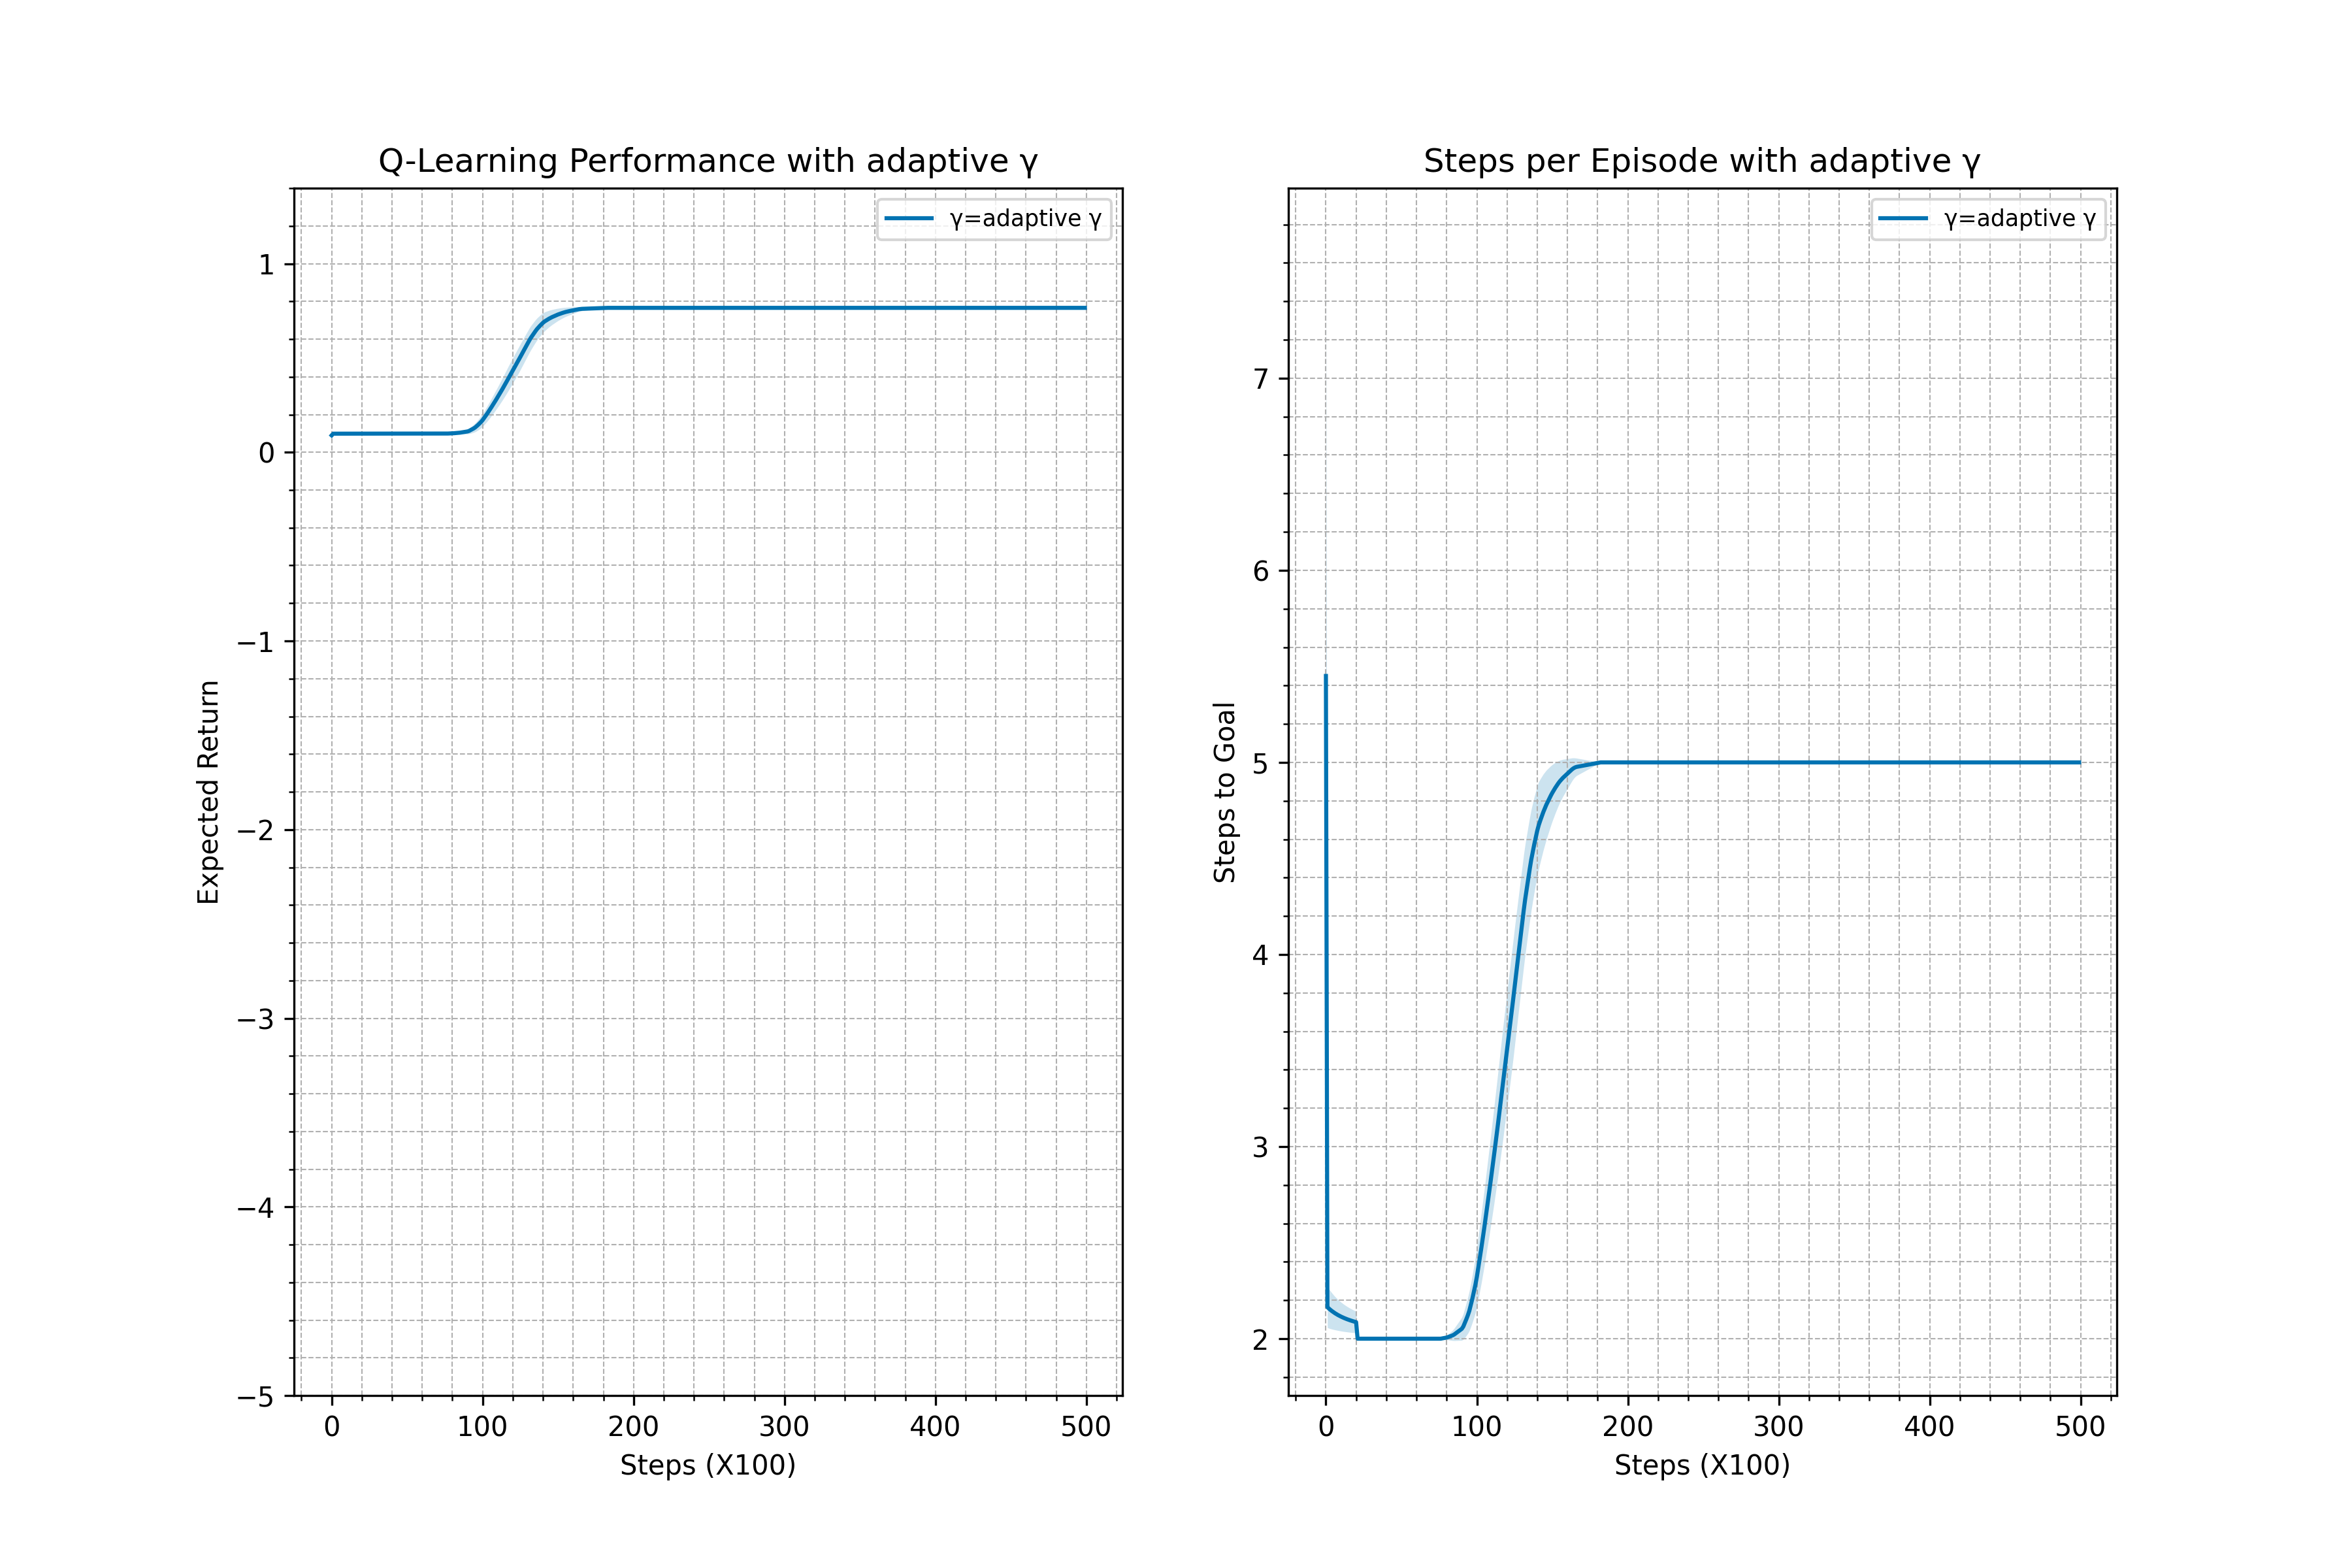 Q-Learning Performance with adaptive γ
γ=adaptive γ
1
0
−1
−2
−3
−4
−5
Expected Return
0 100 200 300 400 500
Steps (X100)
Steps per Episode with adaptive γ
γ=adaptive γ
7
6
5
4
3
2
Steps to Goal
0 100 200 300 400 500
Steps (X100)